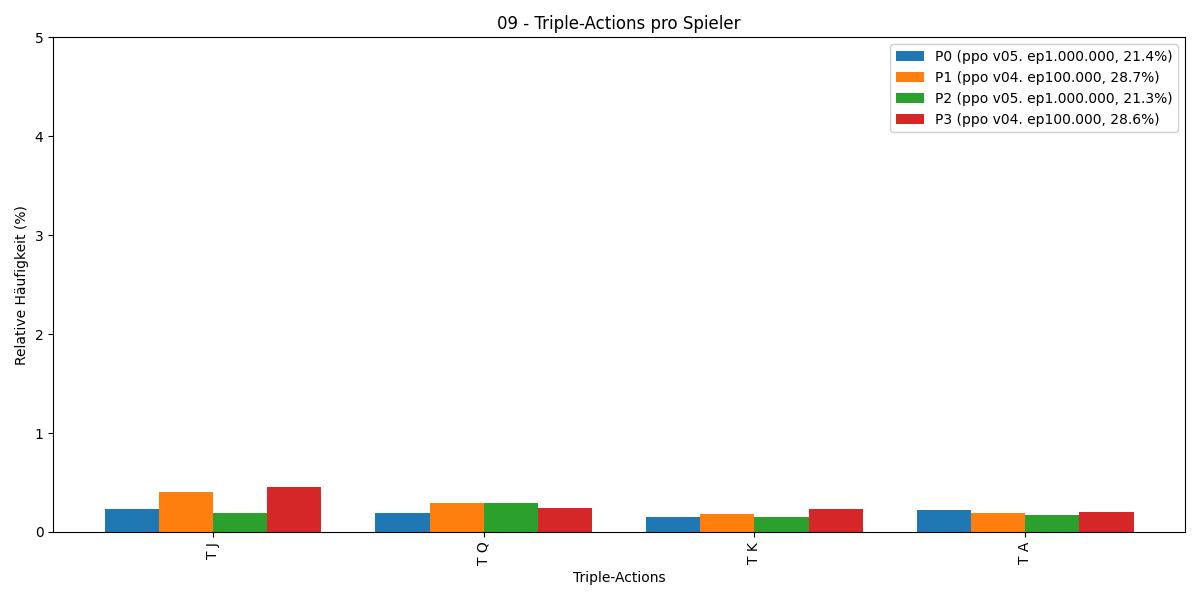 09 - Triple-Actions pro Spieler
P0 (ppo v05. ep1.000.000, 21.4%)
P1 (ppo v04. ep100.000, 28.7%)
P2 (ppo v05. ep1.000.000, 21.3%)
P3 (ppo v04. ep100.000, 28.6%)
Relative Häufigkeit (%)
5
4
3
2
1
0
T J
T Q
T K
T A
Triple-Actions